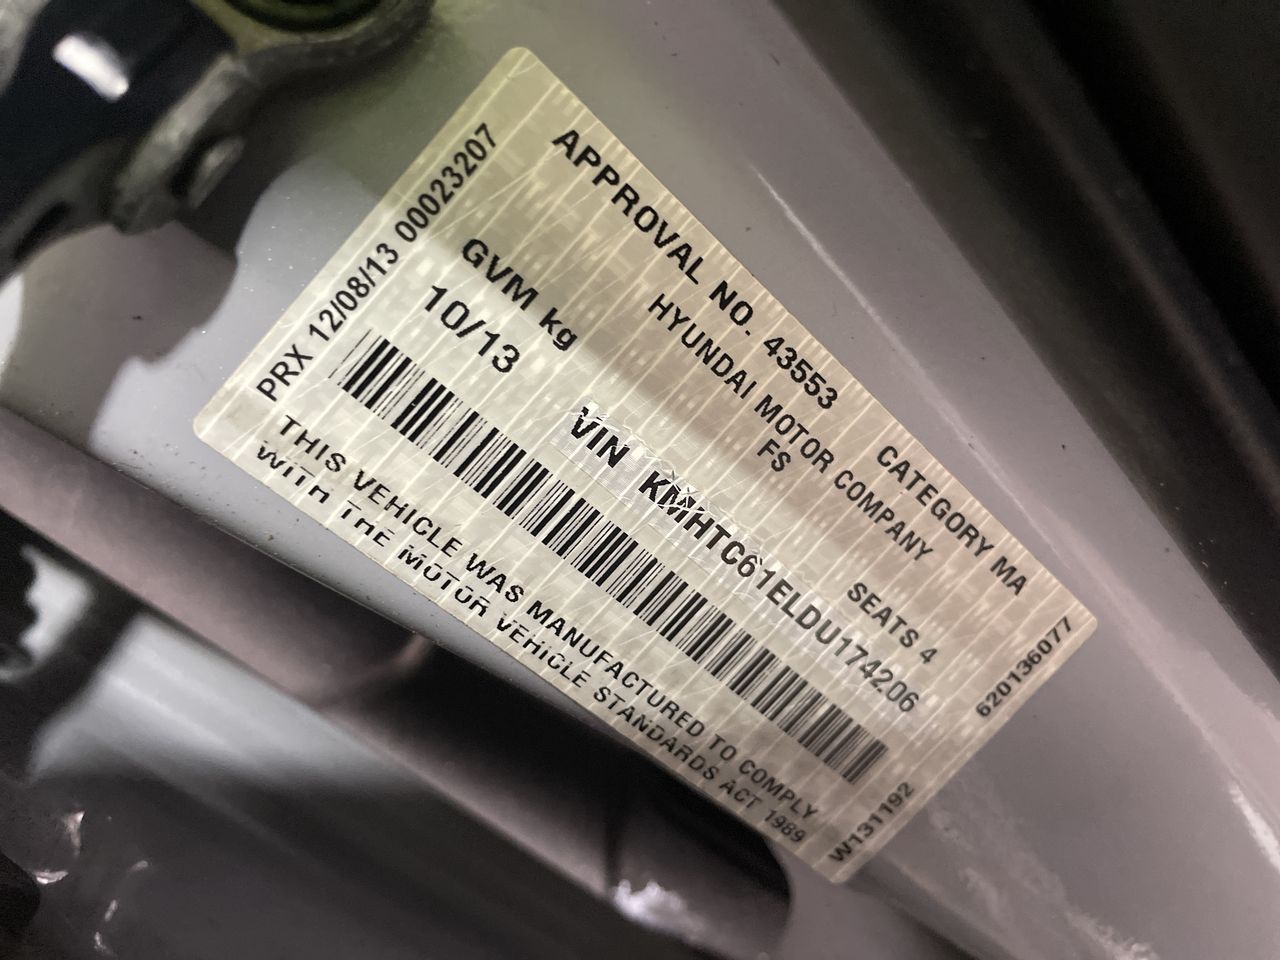 APPROVAL NO. 43553 CATEGORY MA
HYUNDAI MOTOR COMPANY
FS SEATS 4
GVM kg
10/13
VIN KMHTC61ELDU174206
THIS VEHICLE WAS MANUFACTURED TO COMPLY
WITH THE MOTOR VEHICLE STANDARDS ACT 1989
PRX 12/08/13 00023207
620136077
W131192